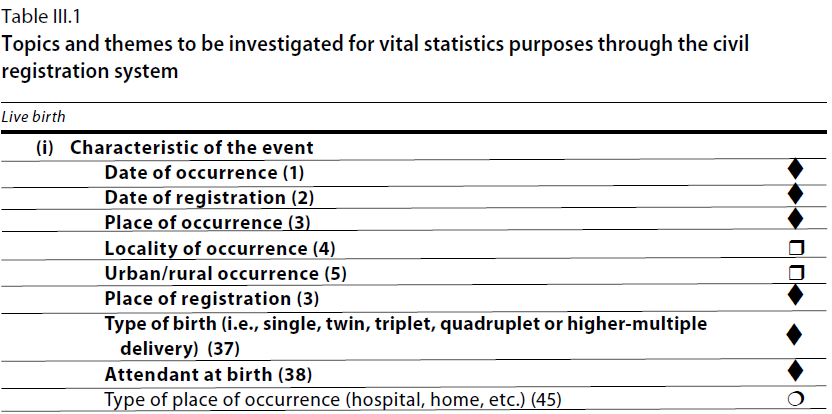 Table III.1
Topics and themes to be investigated for vital statistics purposes through the civil
registration system
Live birth
(i) Characteristic of the event
Date of occurrence (1) ♦
Date of registration (2) ♦
Place of occurrence (3) ♦
Locality of occurrence (4) ❒
Urban/rural occurrence (5) ❒
Place of registration (3) ♦
Type of birth (i.e., single, twin, triplet, quadruplet or higher-multiple
delivery) (37) ♦
Attendant at birth (38) ♦
Type of place of occurrence (hospital, home, etc.) (45) ❍